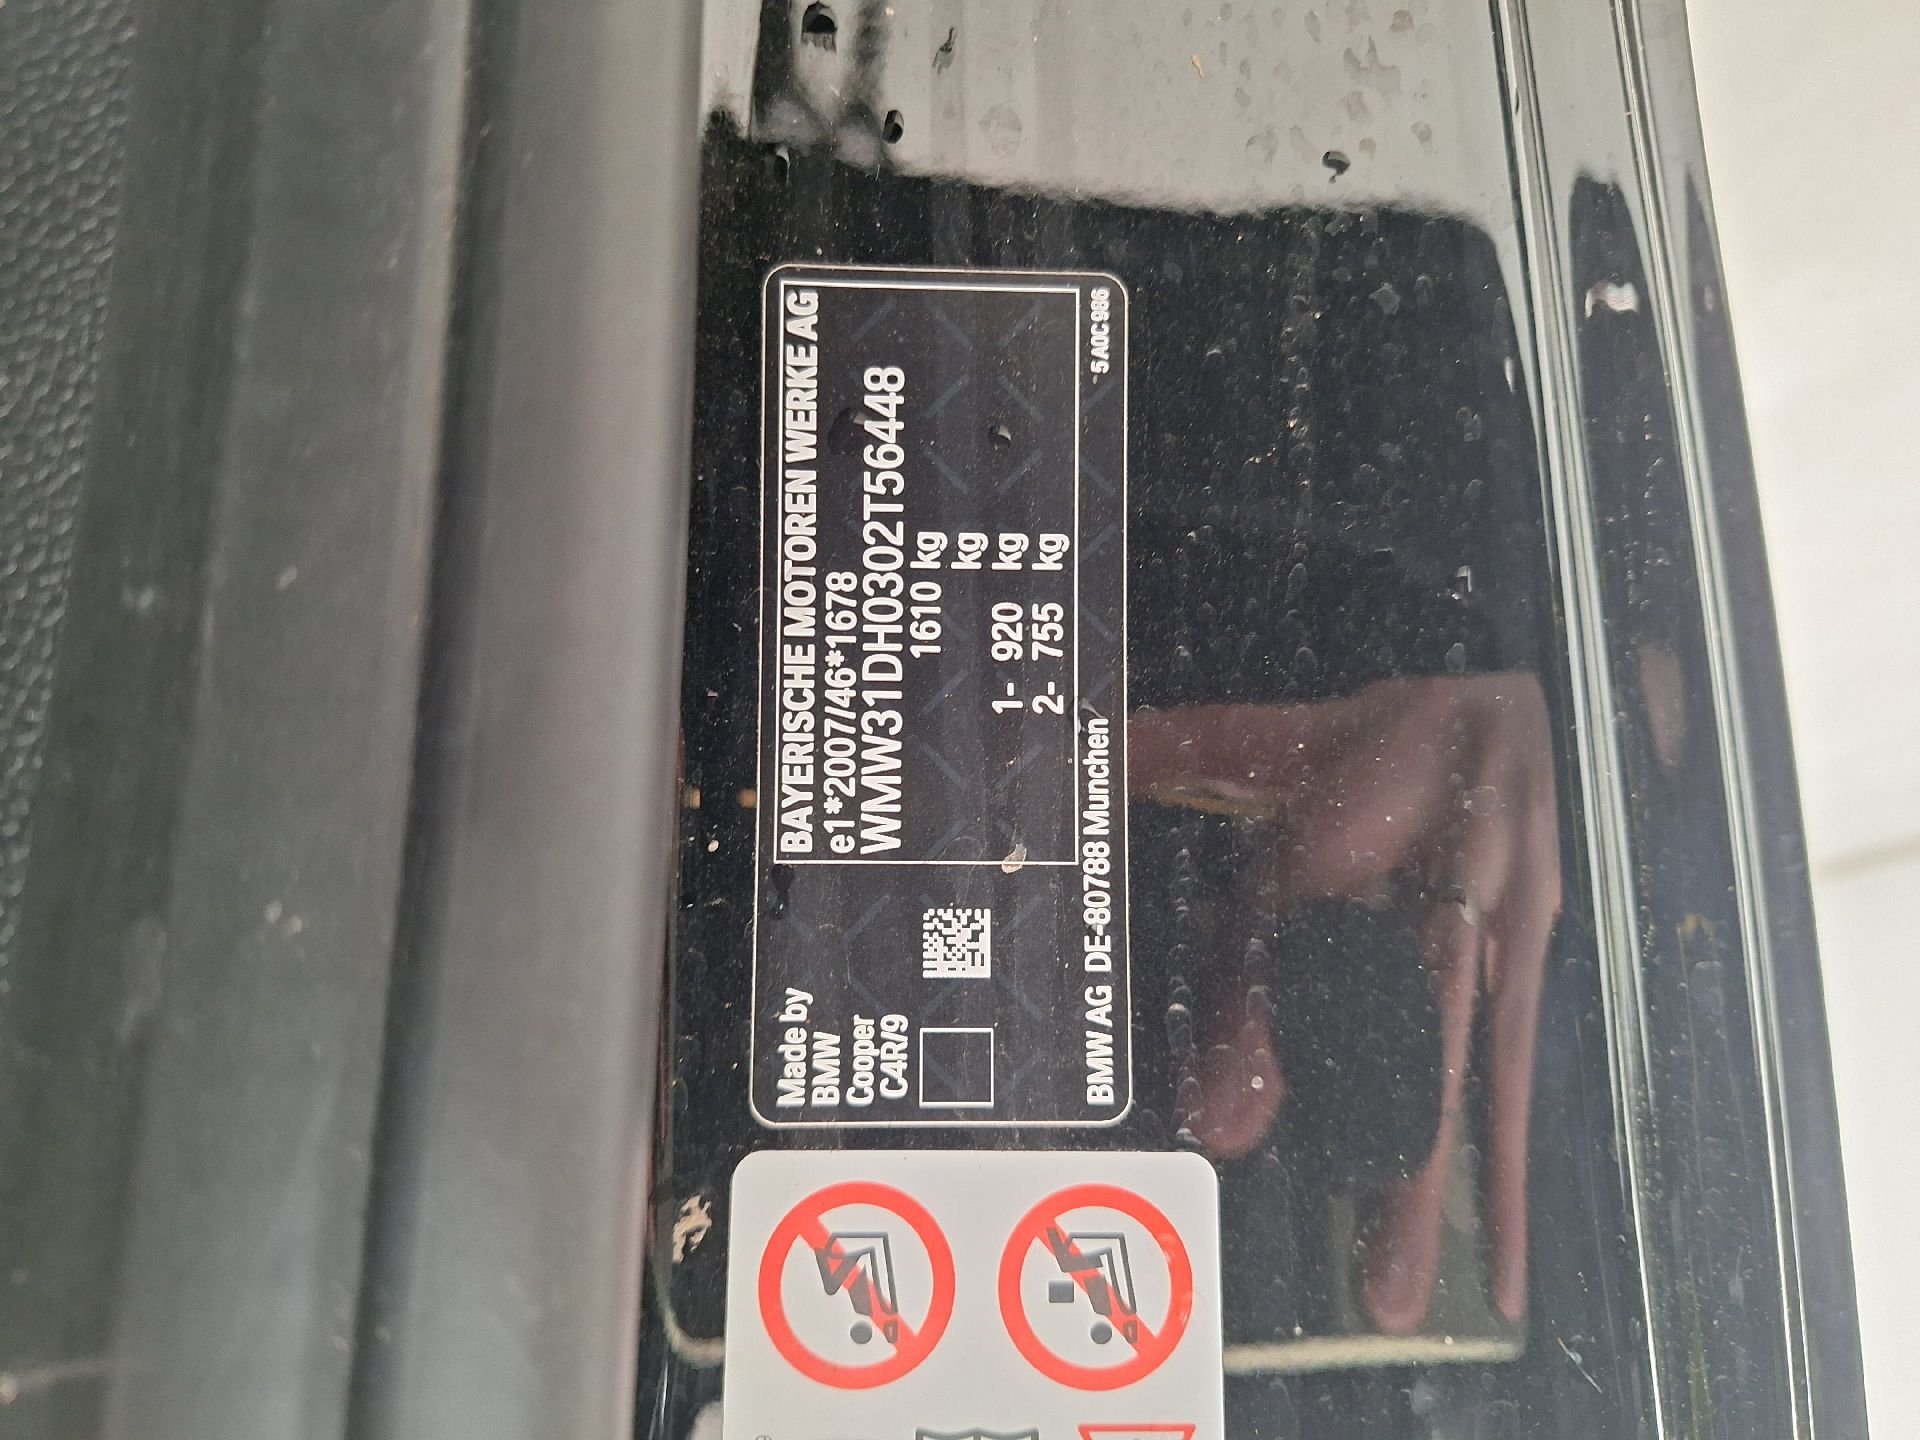 BAYERISCHE MOTOREN WERKE AG
e1*2007/46*1678
WMW31DH0302T56448
1610 kg
kg
1- 920 kg
2- 755 kg
Made by
BMW
Cooper
C4R/9
BMW AG DE-80788 Munchen
5A0C986